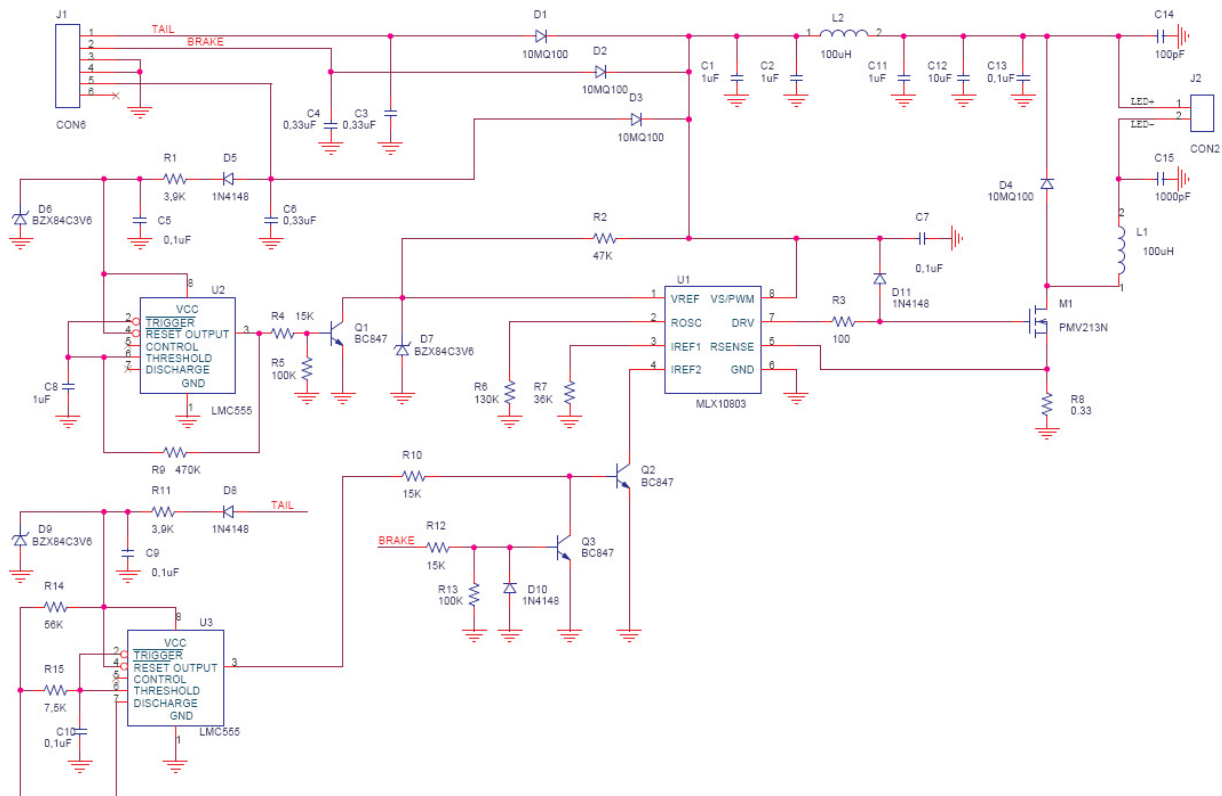 J1
1
2
3
4
5
6
CON6
TAIL
BRAKE
D1
10MQ100
D2
10MQ100
D3
10MQ100
C4
0,33uF
C3
0,33uF
C1
1uF
C2
1uF
L2
1
2
100uH
C11
1uF
C12
10uF
C13
0,1uF
C14
100pF
J2
LED+
1
LED-
2
CON2
C15
1000pF
D4
10MQ100
2
L1
100uH
1
R1
3,9K
D5
1N4148
D6
BZX84C3V6
C5
0,1uF
C6
0,33uF
R2
47K
C7
0,1uF
D11
1N4148
U2
8
VCC
2
TRIGGER
4
RESET OUTPUT
3
5
CONTROL
6
THRESHOLD
7
DISCHARGE
GND
1
LMC555
C8
1uF
R4
15K
R5
100K
Q1
BC847
D7
BZX84C3V6
R9
470K
U1
1
VREF
VS/PWM
8
2
ROSC
DRV
7
3
IREF1
RSENSE
5
4
IREF2
GND
6
MLX10803
R6
130K
R7
36K
R3
100
M1
PMV213N
R8
0.33
R10
15K
Q2
BC847
R11
3,9K
D8
1N4148
TAIL
D9
BZX84C3V6
C9
0,1uF
BRAKE
R12
15K
Q3
BC847
R13
100K
D10
1N4148
R14
56K
R15
7,5K
C10
0,1uF
U3
8
VCC
2
TRIGGER
4
RESET OUTPUT
3
5
CONTROL
6
THRESHOLD
7
DISCHARGE
GND
1
LMC555